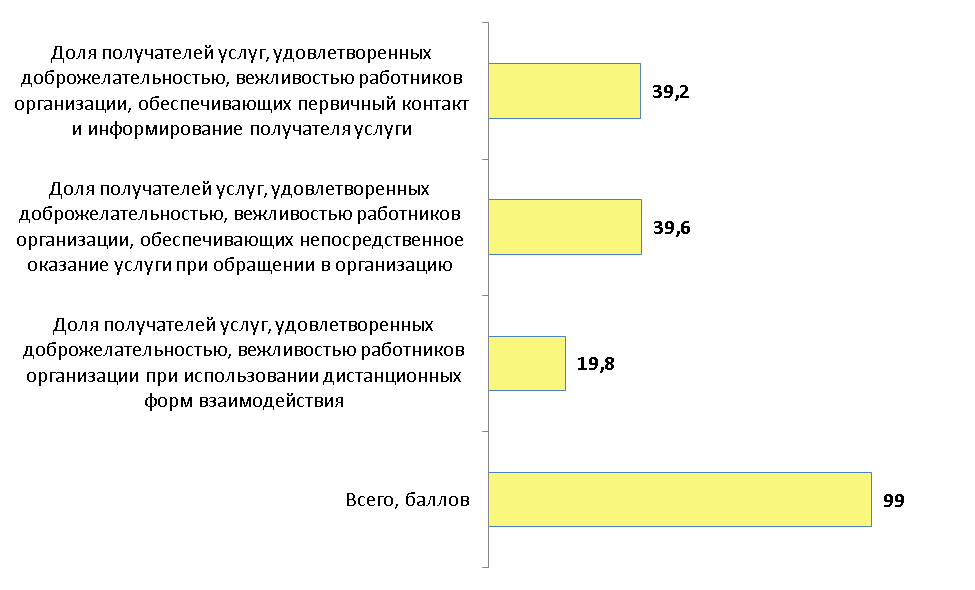 Доля получателей услуг, удовлетворенных
доброжелательностью, вежливостью работников
организации, обеспечивающих первичный контакт
и информирование получателя услуги
39,2
Доля получателей услуг, удовлетворенных
доброжелательностью, вежливостью работников
организации, обеспечивающих непосредственное
оказание услуги при обращении в организацию
39,6
Доля получателей услуг, удовлетворенных
доброжелательностью, вежливостью работников
организации при использовании дистанционных
форм взаимодействия
19,8
Всего, баллов
99